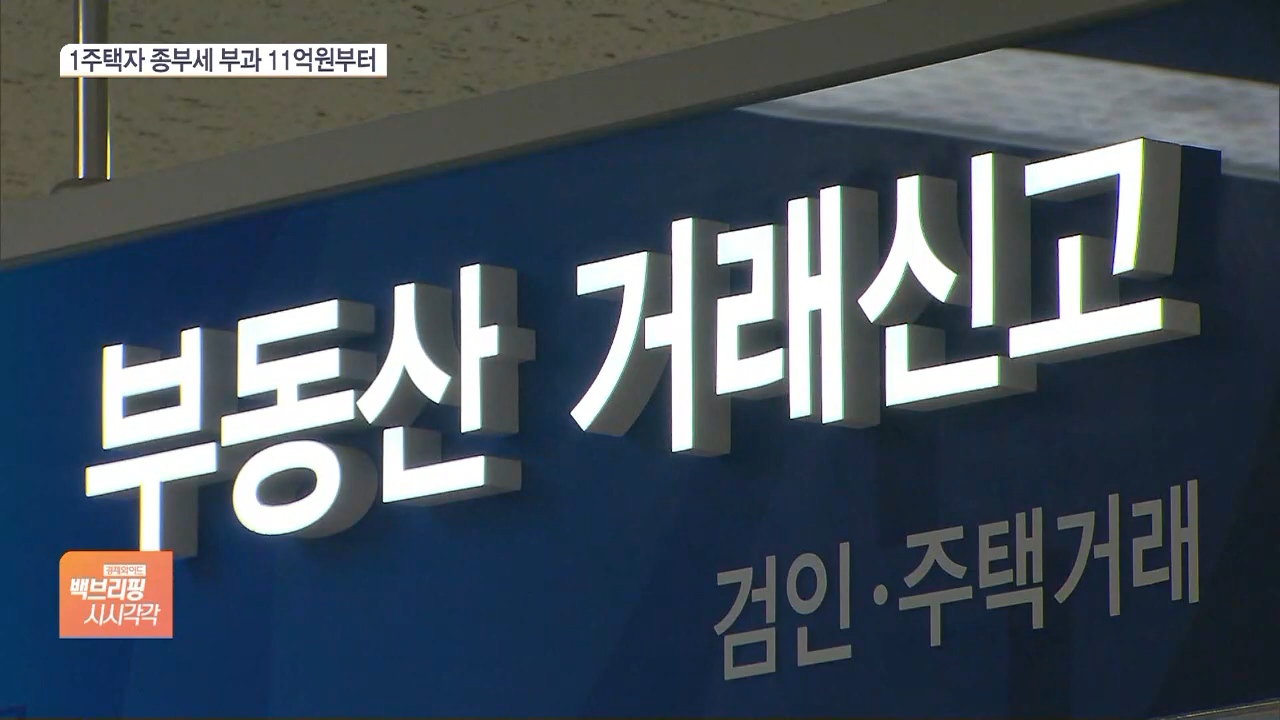 1주택자 종부세 부과 11억원부터
부동산 거래신고
검인·주택거래
경제와이드
백브리핑
시시각각